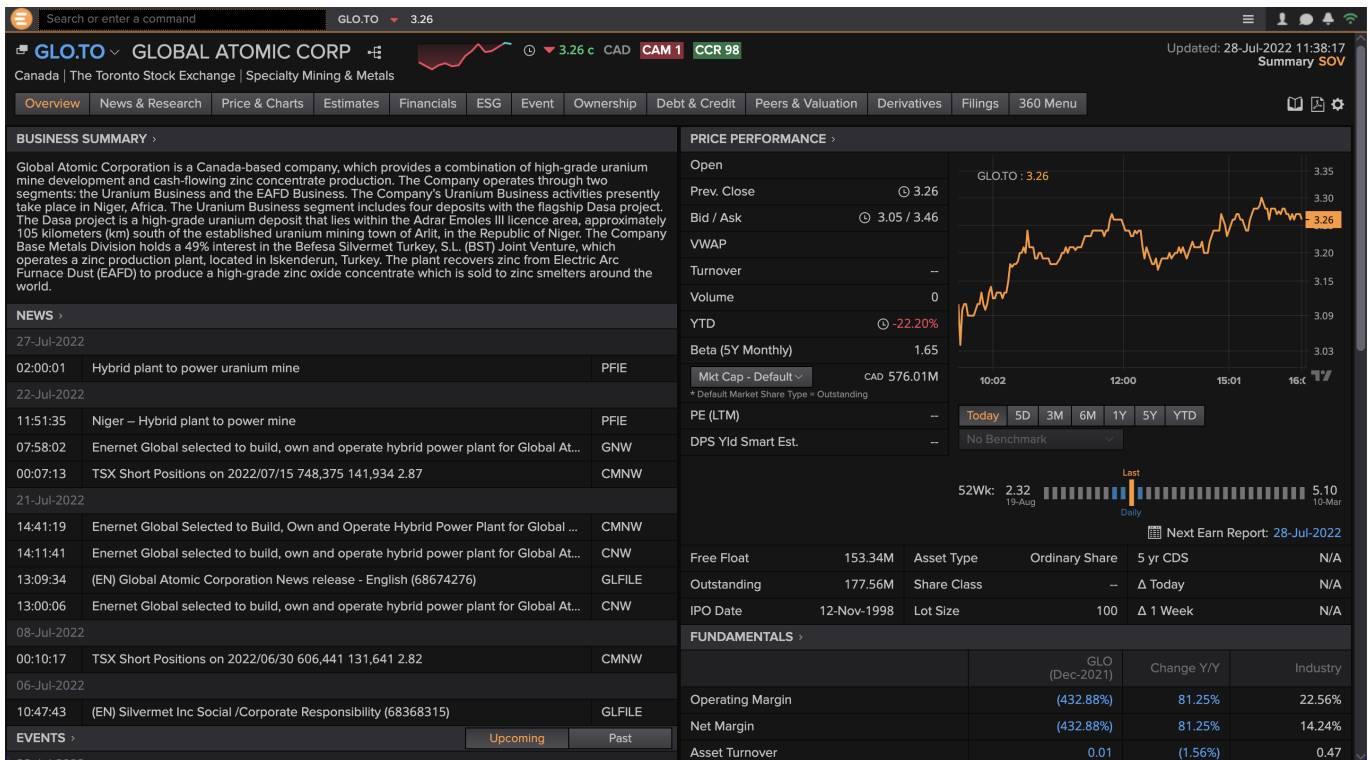 Search or enter a command
GLO.TO 3.26
GLO.TO GLOBAL ATOMIC CORP 3.26 c CAD CAM 1 CCR 98
Updated: 28-Jul-2022 11:38:17
Summary SOV
Canada | The Toronto Stock Exchange | Specialty Mining & Metals
Overview News & Research Price & Charts Estimates Financials ESG Event Ownership Debt & Credit Peers & Valuation Derivatives Filings 360 Menu
BUSINESS SUMMARY
Global Atomic Corporation is a Canada-based company, which provides a combination of high-grade uranium
mine development and cash-flowing zinc concentrate production. The Company operates through two
segments: the Uranium Business and the EAFD Business. The Company's Uranium Business activities presently
take place in Niger, Africa. The Uranium Business segment includes four deposits with the flagship Dasa project.
The Dasa project is a high-grade uranium deposit that lies within the Adrar Emoles III licence area, approximately
105 kilometers (km) south of the established uranium mining town of Arlit, in the Republic of Niger. The Company
Base Metals Division holds a 49% interest in the Befesa Silvermet Turkey, S.L. (BST) Joint Venture, which
operates a zinc production plant, located in Iskenderun, Turkey. The plant recovers zinc from Electric Arc
Furnace Dust (EAFD) to produce a high-grade zinc oxide concentrate which is sold to zinc smelters around the
world.
NEWS
27-Jul-2022
02:00:01 Hybrid plant to power uranium mine PFIE
22-Jul-2022
11:51:35 Niger – Hybrid plant to power mine PFIE
07:58:02 Enernet Global selected to build, own and operate hybrid power plant for Global At... GNW
00:07:13 TSX Short Positions on 2022/07/15 748,375 141,934 2.87 CMNW
21-Jul-2022
14:41:19 Enernet Global Selected to Build, Own and Operate Hybrid Power Plant for Global ... CMNW
14:11:41 Enernet Global selected to build, own and operate hybrid power plant for Global At... CNW
13:09:34 (EN) Global Atomic Corporation News release - English (68674276) GLFILE
13:00:06 Enernet Global selected to build, own and operate hybrid power plant for Global At... CNW
08-Jul-2022
00:10:17 TSX Short Positions on 2022/06/30 606,441 131,641 2.82 CMNW
06-Jul-2022
10:47:43 (EN) Silvermet Inc Social /Corporate Responsibility (68368315) GLFILE
EVENTS Upcoming Past
PRICE PERFORMANCE
Open
Prev. Close 3.26
Bid / Ask 3.05 / 3.46
VWAP
Turnover --
Volume 0
YTD -22.20%
Beta (5Y Monthly) 1.65
Mkt Cap - Default CAD 576.01M
* Default Market Share Type = Outstanding
PE (LTM) --
DPS Yld Smart Est. --
GLO.TO : 3.26
3.35
3.30
3.26
3.20
3.15
3.09
3.03
10:02 12:00 15:01 16:(
Today 5D 3M 6M 1Y 5Y YTD
No Benchmark
Last
52Wk: 2.32 5.10
19-Aug 10-Mar
Daily
Next Earn Report: 28-Jul-2022
Free Float 153.34M Asset Type Ordinary Share 5 yr CDS N/A
Outstanding 177.56M Share Class -- Δ Today N/A
IPO Date 12-Nov-1998 Lot Size 100 Δ 1 Week N/A
FUNDAMENTALS
GLO
(Dec-2021) Change Y/Y Industry
Operating Margin (432.88%) 81.25% 22.56%
Net Margin (432.88%) 81.25% 14.24%
Asset Turnover 0.01 (1.56%) 0.47